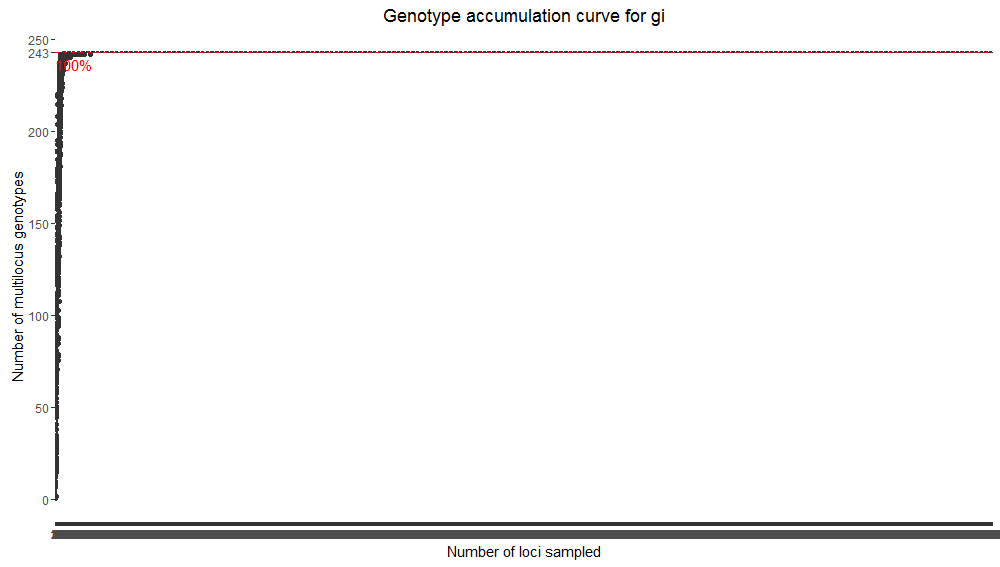 Genotype accumulation curve for gi
250
243
100%
200
150
100
50
0
Number of multilocus genotypes
Number of loci sampled